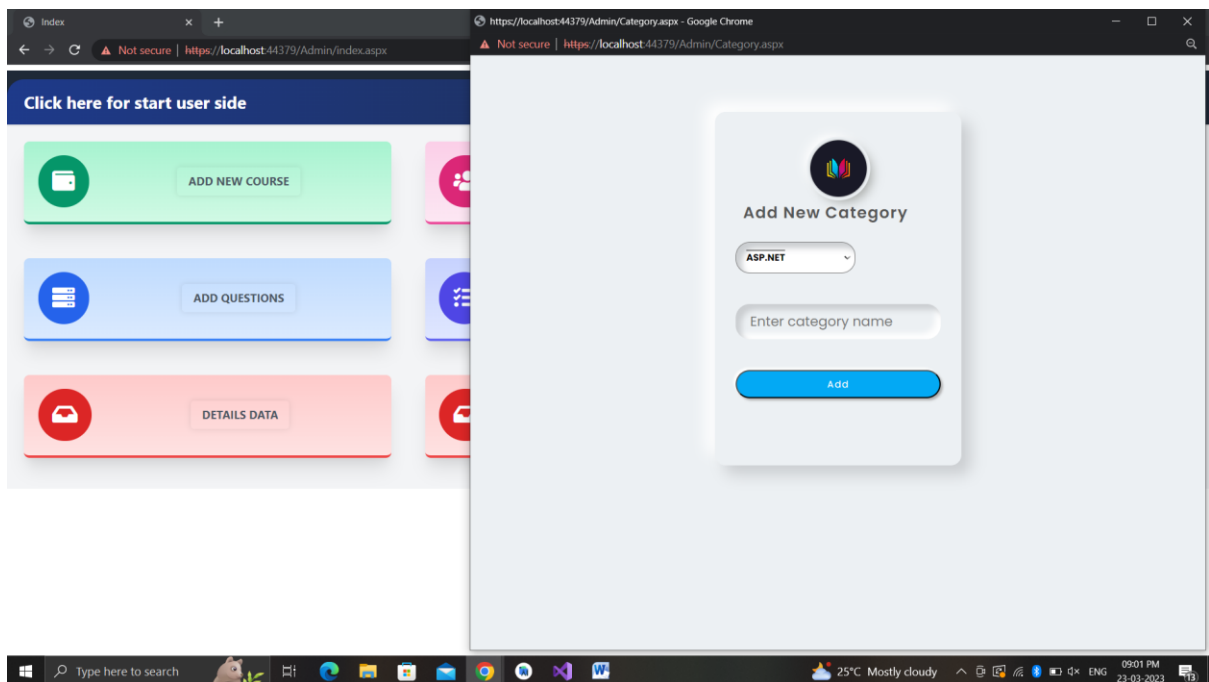 Index
https://localhost:44379/Admin/Category.aspx - Google Chrome
Not secure | https://localhost:44379/Admin/index.aspx
Not secure | https://localhost:44379/Admin/Category.aspx
Click here for start user side
ADD NEW COURSE
ADD QUESTIONS
DETAILS DATA
Add New Category
ASP.NET
Enter category name
Add
Type here to search
W
25°C Mostly cloudy
ENG
09:01 PM
23-03-2023
13